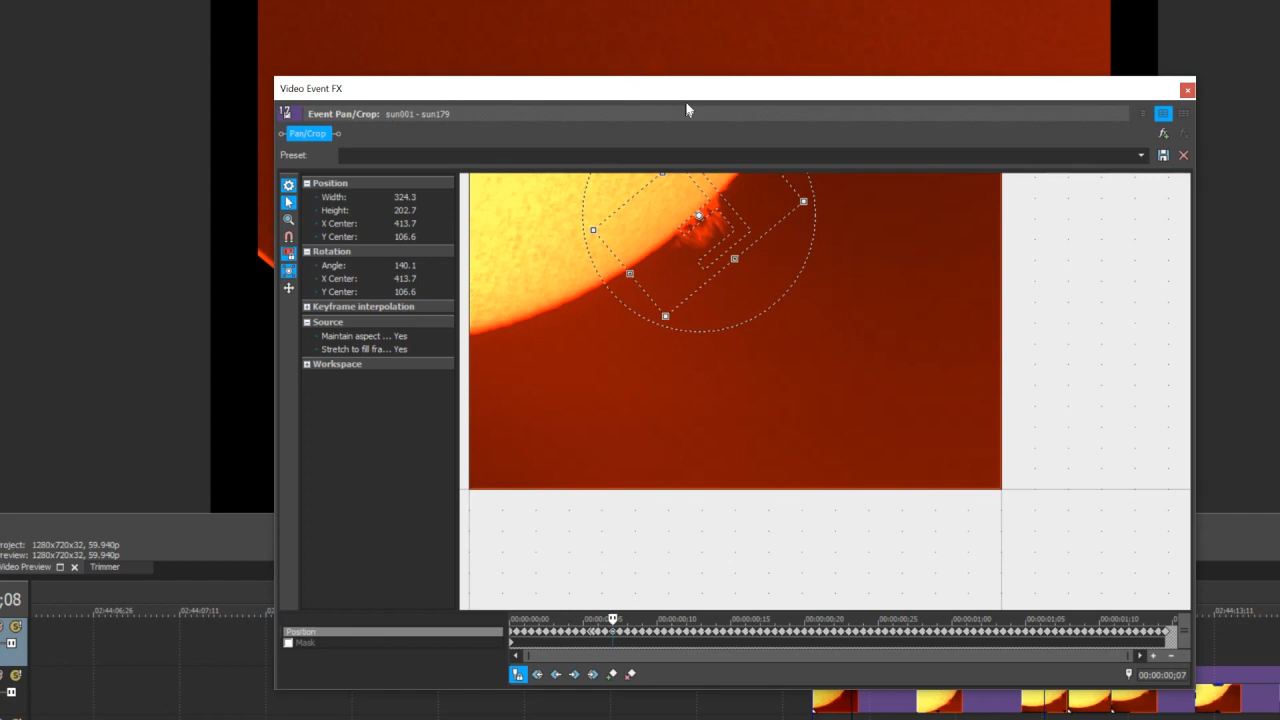 Video Event FX
17 Event Pan/Crop: sun001 - sun179
Pan/Crop
Preset:
Position
Width: 324.3
Height: 202.7
X Center: 413.7
Y Center: 106.6
Rotation
Angle: 140.1
X Center: 413.7
Y Center: 106.6
Keyframe interpolation
Source
Maintain aspect ... Yes
Stretch to fill fra... Yes
Workspace
roject: 1280x720x32, 59.940p
review: 1280x720x32, 59.940p
Video Preview Trimmer
;08
02:44:06:26 02:44:07:11 02:44:13:11
00:00:00:00 00:00:00:10 00:00:00:15 00:00:00:20 00:00:00:25 00:00:01:00 00:00:01:05 00:00:01:10
Position
Mask
00:00:00;07